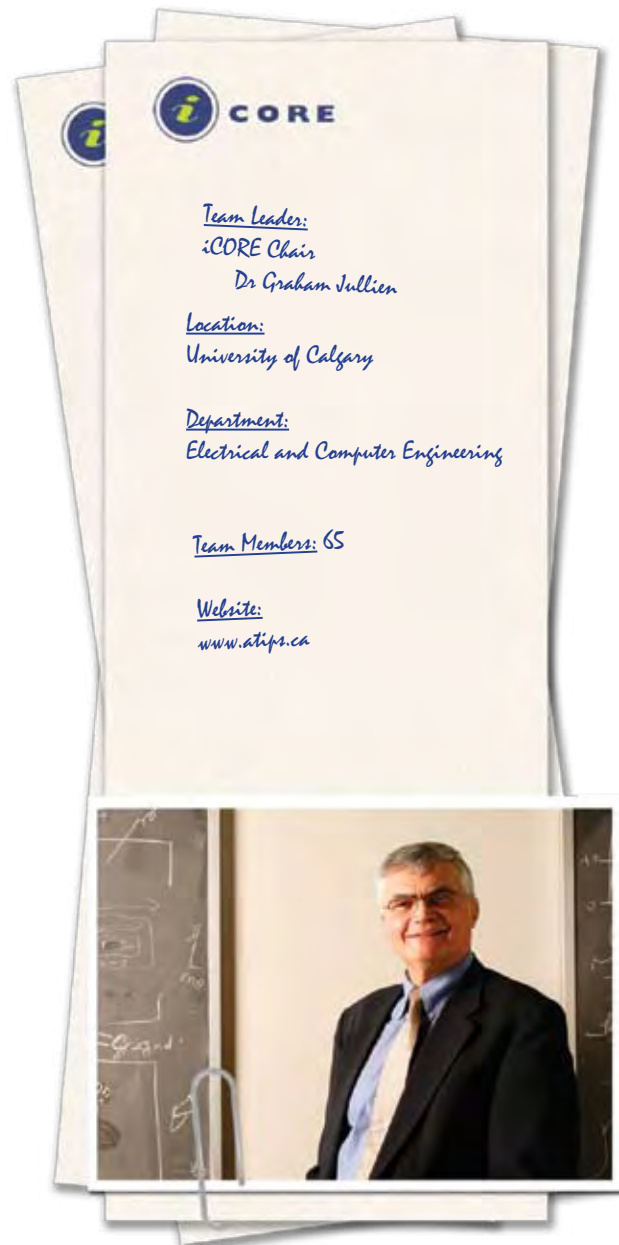 i CORE
i
Team Leader:
iCORE Chair
Dr Graham Jullien
Location:
University of Calgary
Department:
Electrical and Computer Engineering
Team Members: 65
Website:
www.atips.ca
Ground